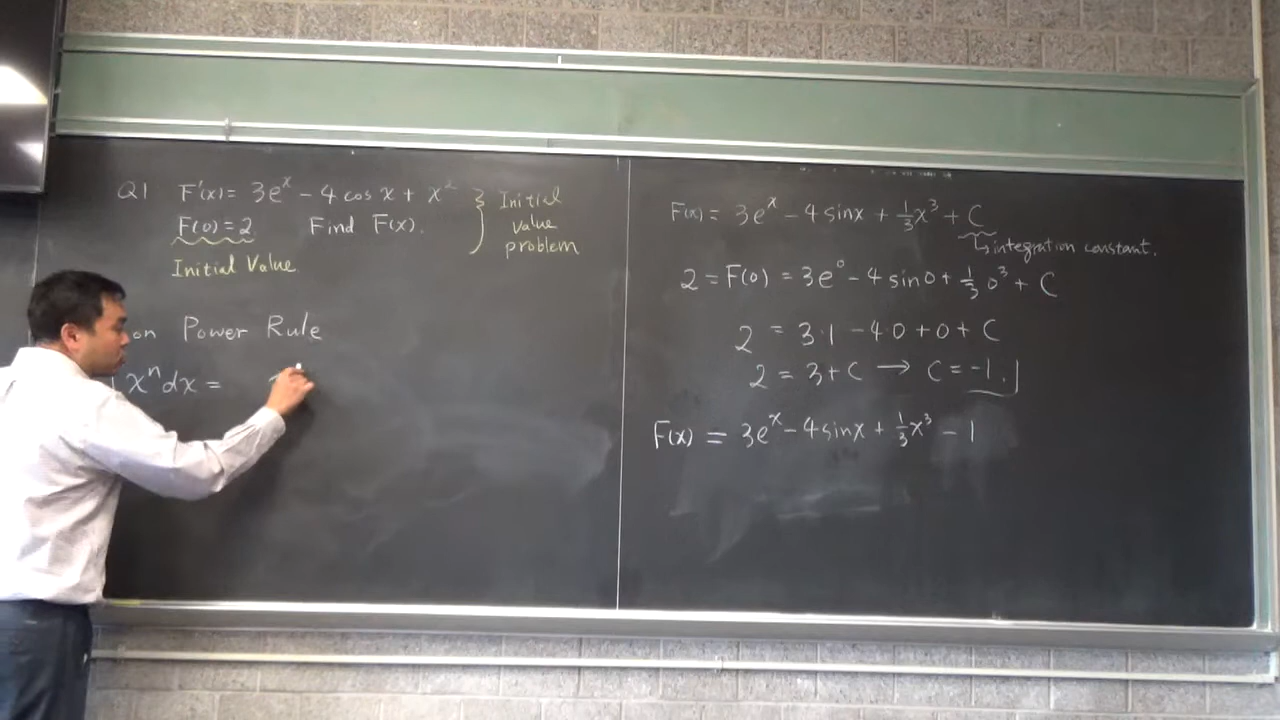 Q1 F'(x) = 3e^x - 4 cos x + x^2
F(0) = 2 Find F(x).
Initial Value
Initial
value
problem
on Power Rule
x^n dx =
F(x) = 3e^x - 4 sin x + 1/3 x^3 + C
↳ integration constant.
2 = F(0) = 3e^0 - 4 sin 0 + 1/3 0^3 + C
2 = 3·1 - 4·0 + 0 + C
2 = 3 + C → C = -1.
F(x) = 3e^x - 4 sin x + 1/3 x^3 - 1